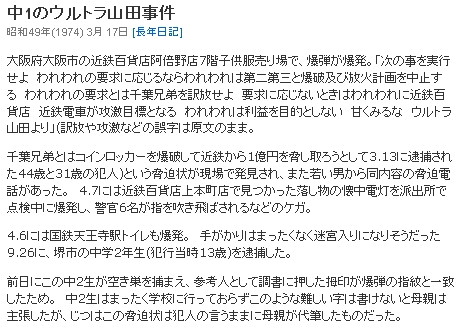 中1のウルトラ山田事件
昭和49年(1974) 3月 17日 [長年日記]
大阪府大阪市の近鉄百貨店阿倍野店7階子供服売り場で、爆弾が爆発。「次の事を実行
せよ　われわれの要求に応じるならわれわれは第二第三と爆破及び放火計画を中止す
る　われわれの要求とは千葉兄弟を訳放せよ　要求に応じないときはわれわれに近鉄百
貨店　近鉄電車が攻激目標となる　われわれは利益を目的としない　甘くみるな　ウルトラ
山田より」(訳放や攻激などの誤字は原文のまま。
千葉兄弟とはコインロッカーを爆破して近鉄から1億円を脅し取ろうとして3.13に逮捕され
た44歳と31歳の犯人)という脅迫状が現場で発見され、また若い男から同内容の脅迫電
話があった。　4.7には近鉄百貨店上本町店で見つかった落し物の懐中電灯を派出所で
点検中に爆発し、警官6名が指を吹き飛ばされるなどのケガ。
4.6には国鉄天王寺駅トイレも爆発。　手がかりはまったくなく迷宮入りになりそうだった
9.26に、堺市の中学2年生(犯行当時13歳)を逮捕した。
前日にこの中2生が空き巣を捕まえ、参考人として調書に押した拇印が爆弾の指紋と一致
したため。　中2生はまったく学校に行っておらずこのような難しい字は書けないと母親は
主張したが、じつはこの脅迫状は犯人の言うままに母親が代筆したものだった。